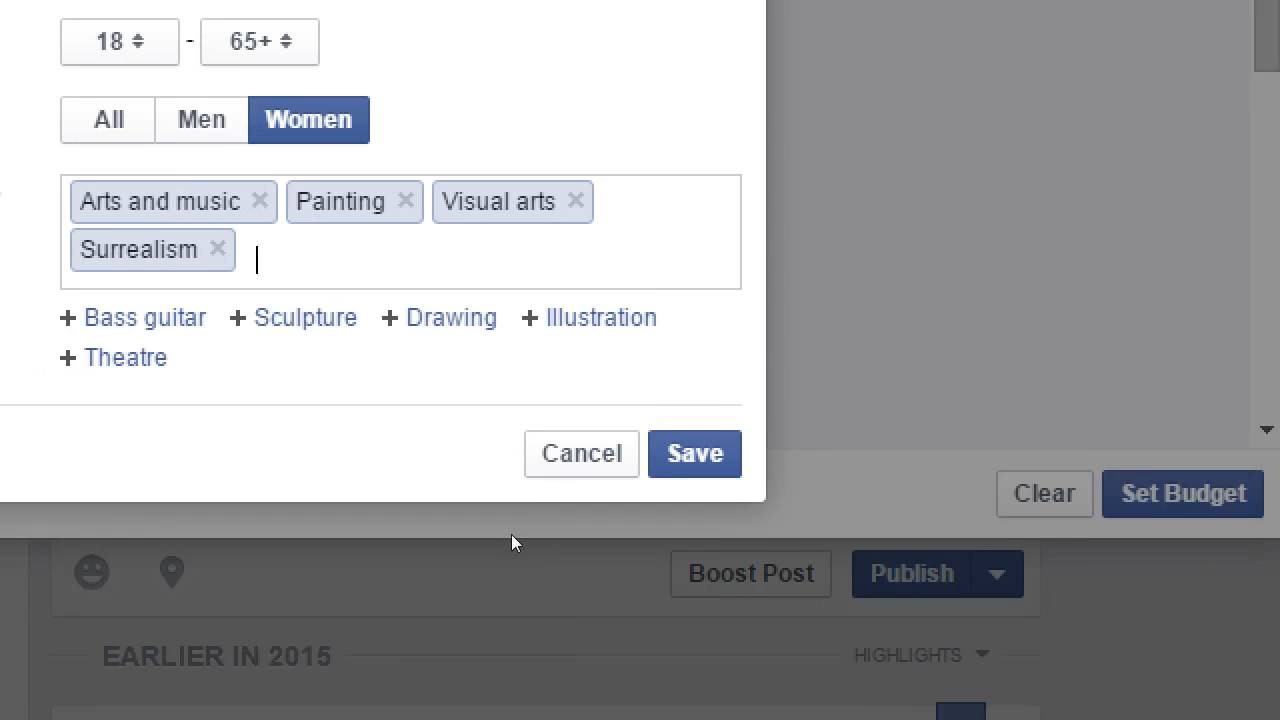 18 - 65+
All Men Women
Arts and music × Painting × Visual arts ×
Surrealism ×
+ Bass guitar + Sculpture + Drawing + Illustration
+ Theatre
Cancel Save
Clear Set Budget
Boost Post Publish
EARLIER IN 2015 HIGHLIGHTS